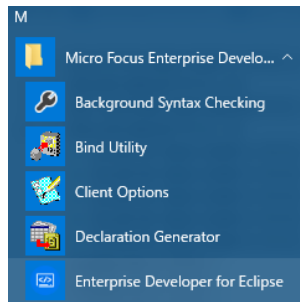 M
Micro Focus Enterprise Develo...
Background Syntax Checking
Bind Utility
Client Options
Declaration Generator
Enterprise Developer for Eclipse